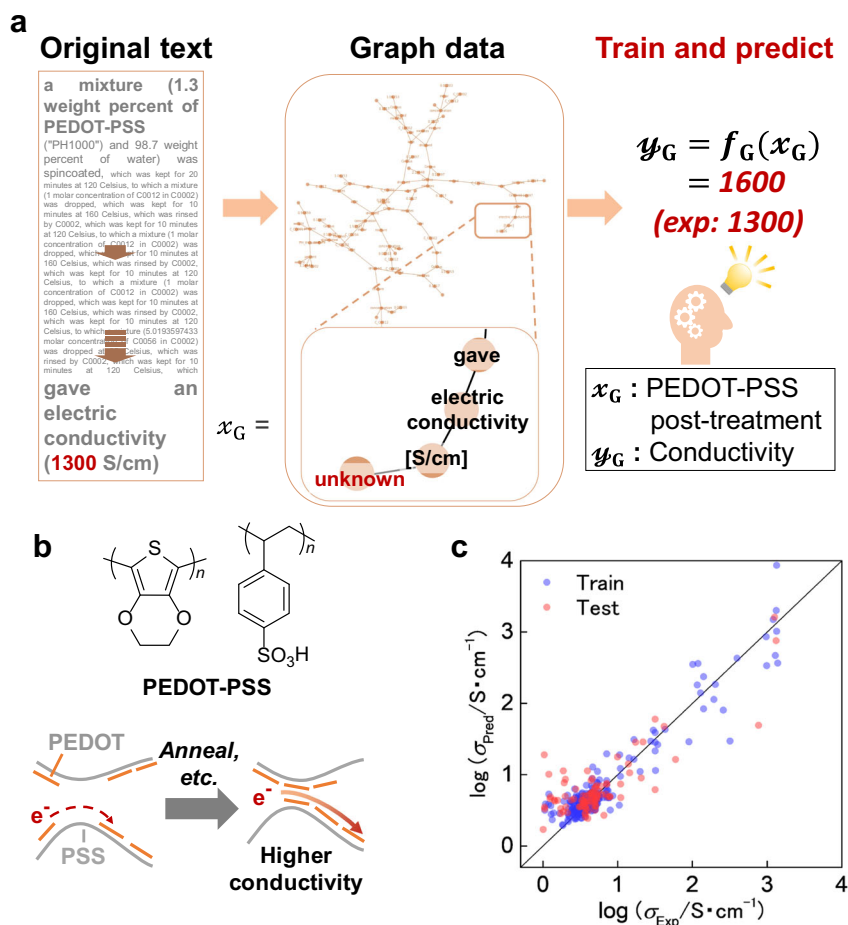 a
Original text
Graph data
Train and predict
a mixture (1.3
weight percent of
PEDOT-PSS
("PH1000") and 98.7 weight
percent of water) was
spincoated, which was kept for 20
minutes at 120 Celsius, to which a mixture
(1 molar concentration of C0012 in C0002)
was dropped, which was kept for 10
minutes at 160 Celsius, which was rinsed
by C0002, which was kept for 10 minutes
at 120 Celsius, to which a mixture (1 molar
concentration of C0012 in C0002) was
dropped, which was kept for 10 minutes at
160 Celsius, which was rinsed by C0002,
which was kept for 10 minutes at 120
Celsius, to which a mixture (1 molar
concentration of C0012 in C0002) was
dropped, which was kept for 10 minutes at
160 Celsius, which was rinsed by C0002,
which was kept for 10 minutes at 120
Celsius, to which mixture (5.0193597433
molar of C0056 in C0002)
was dropped Celsius, which was
rinsed by C0002, which was kept for 10
minutes at 120 Celsius, which
gave an
electric
conductivity
(1300 S/cm)
x_G =
gave
electric
conductivity
[S/cm]
unknown
y_G = f_G(x_G)
= 1600
(exp: 1300)
x_G : PEDOT-PSS
post-treatment
y_G : Conductivity
b
S
n
O
O
n
SO₃H
PEDOT-PSS
PEDOT
e⁻
PSS
Anneal,
etc.
e⁻
Higher
conductivity
c
Train
Test
log (σ_Pred/S·cm⁻¹)
4
3
2
1
0
0
1
2
3
4
log (σ_Exp/S·cm⁻¹)